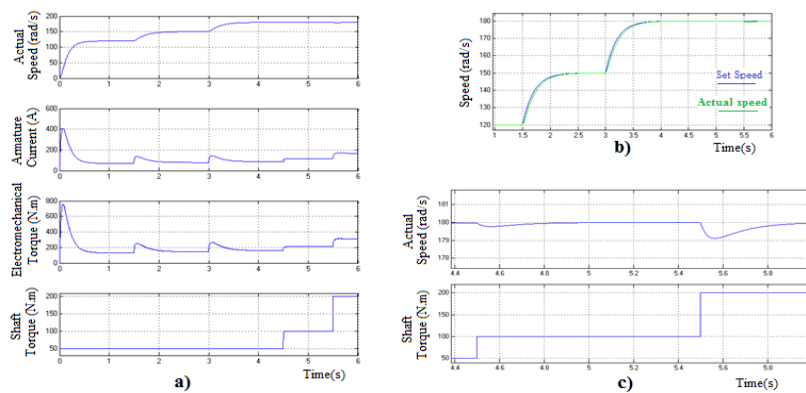 Actual
Speed (rad/s)
200
150
100
50
0
0 1 2 3 4 5 6
Armature
Current (A)
600
400
200
0
0 1 2 3 4 5 6
Electromechanical
Torque (N.m)
800
600
400
200
0
0 1 2 3 4 5 6
Shaft
Torque (N.m)
200
150
100
50
0 1 2 3 4 5 6
a)
Time(s)
Speed (rad/s)
180
170
160
150
140
130
120
Set Speed
Actual speed
1 1.5 2 2.5 3 3.5 4 4.5 5 5.5 6
b)
Time(s)
Actual
Speed (rad/s)
181
180
179
178
4.4 4.6 4.8 5 5.2 5.4 5.6 5.8
Shaft
Torque (N.m)
200
150
100
50
4.4 4.6 4.8 5 5.2 5.4 5.6 5.8
c)
Time(s)